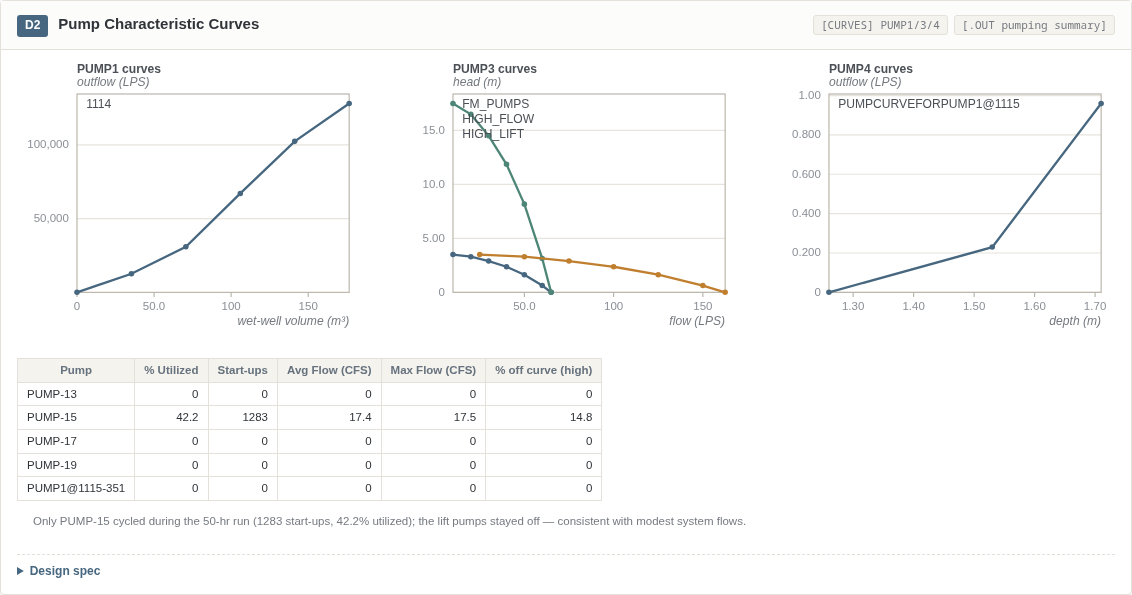 D2 Pump Characteristic Curves [CURVES] PUMP1/3/4 [.OUT pumping summary]
PUMP1 curves
outflow (LPS)
1114
100,000
50,000
0
0 50.0 100 150
wet-well volume (m³)
PUMP3 curves
head (m)
FM_PUMPS
HIGH_FLOW
HIGH_LIFT
15.0
10.0
5.00
0
50.0 100 150
flow (LPS)
PUMP4 curves
outflow (LPS)
PUMPCURVEFORPUMP1@1115
1.00
0.800
0.600
0.400
0.200
0
1.30 1.40 1.50 1.60 1.70
depth (m)
Pump % Utilized Start-ups Avg Flow (CFS) Max Flow (CFS) % off curve (high)
PUMP-13 0 0 0 0 0
PUMP-15 42.2 1283 17.4 17.5 14.8
PUMP-17 0 0 0 0 0
PUMP-19 0 0 0 0 0
PUMP1@1115-351 0 0 0 0 0
Only PUMP-15 cycled during the 50-hr run (1283 start-ups, 42.2% utilized); the lift pumps stayed off — consistent with modest system flows.
Design spec